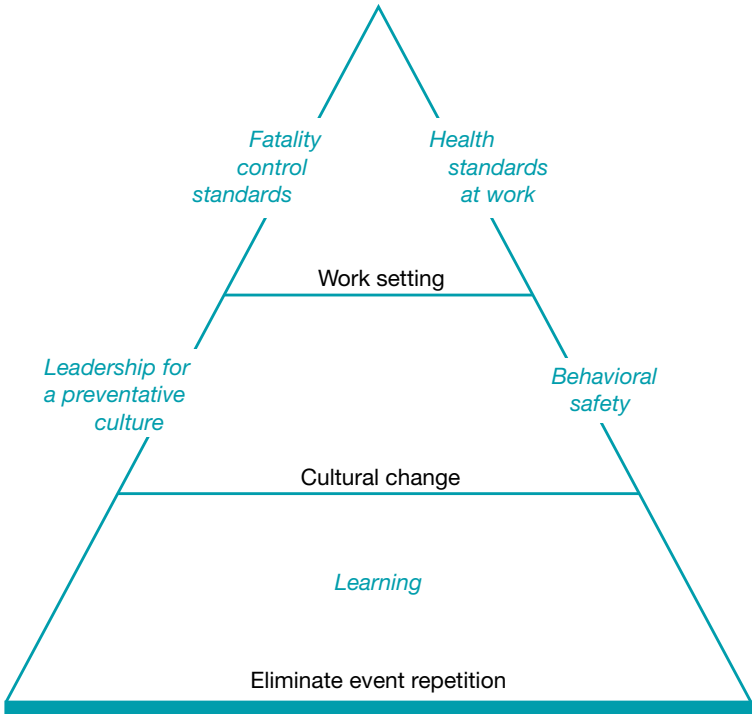 Fatality
control
standards
Health
standards
at work
Work setting
Leadership for
a preventative
culture
Behavioral
safety
Cultural change
Learning
Eliminate event repetition